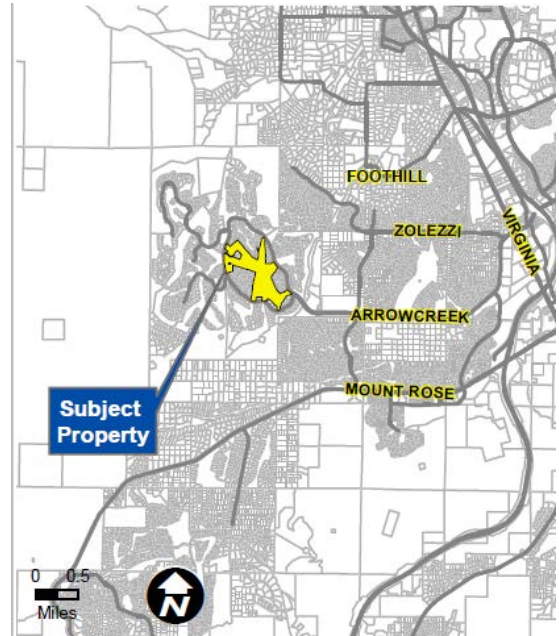 FOOTHILL
ZOLEZZI
VIRGINIA
ARROWCREEK
MOUNT ROSE
Subject
Property
0 0.5
Miles
N